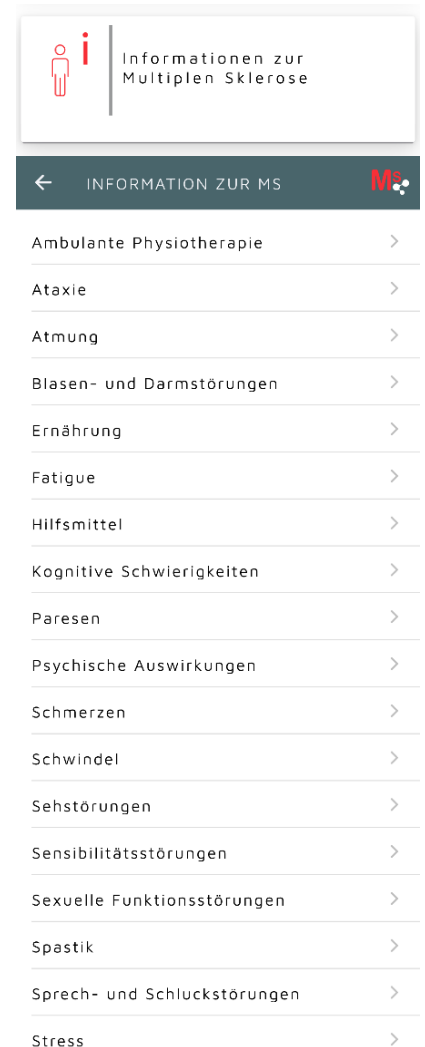 i
Informationen zur
Multiplen Sklerose
INFORMATION ZUR MS
Ms
Ambulante Physiotherapie
Ataxie
Atmung
Blasen- und Darmstörungen
Ernährung
Fatigue
Hilfsmittel
Kognitive Schwierigkeiten
Paresen
Psychische Auswirkungen
Schmerzen
Schwindel
Sehstörungen
Sensibilitätsstörungen
Sexuelle Funktionsstörungen
Spastik
Sprech- und Schluckstörungen
Stress